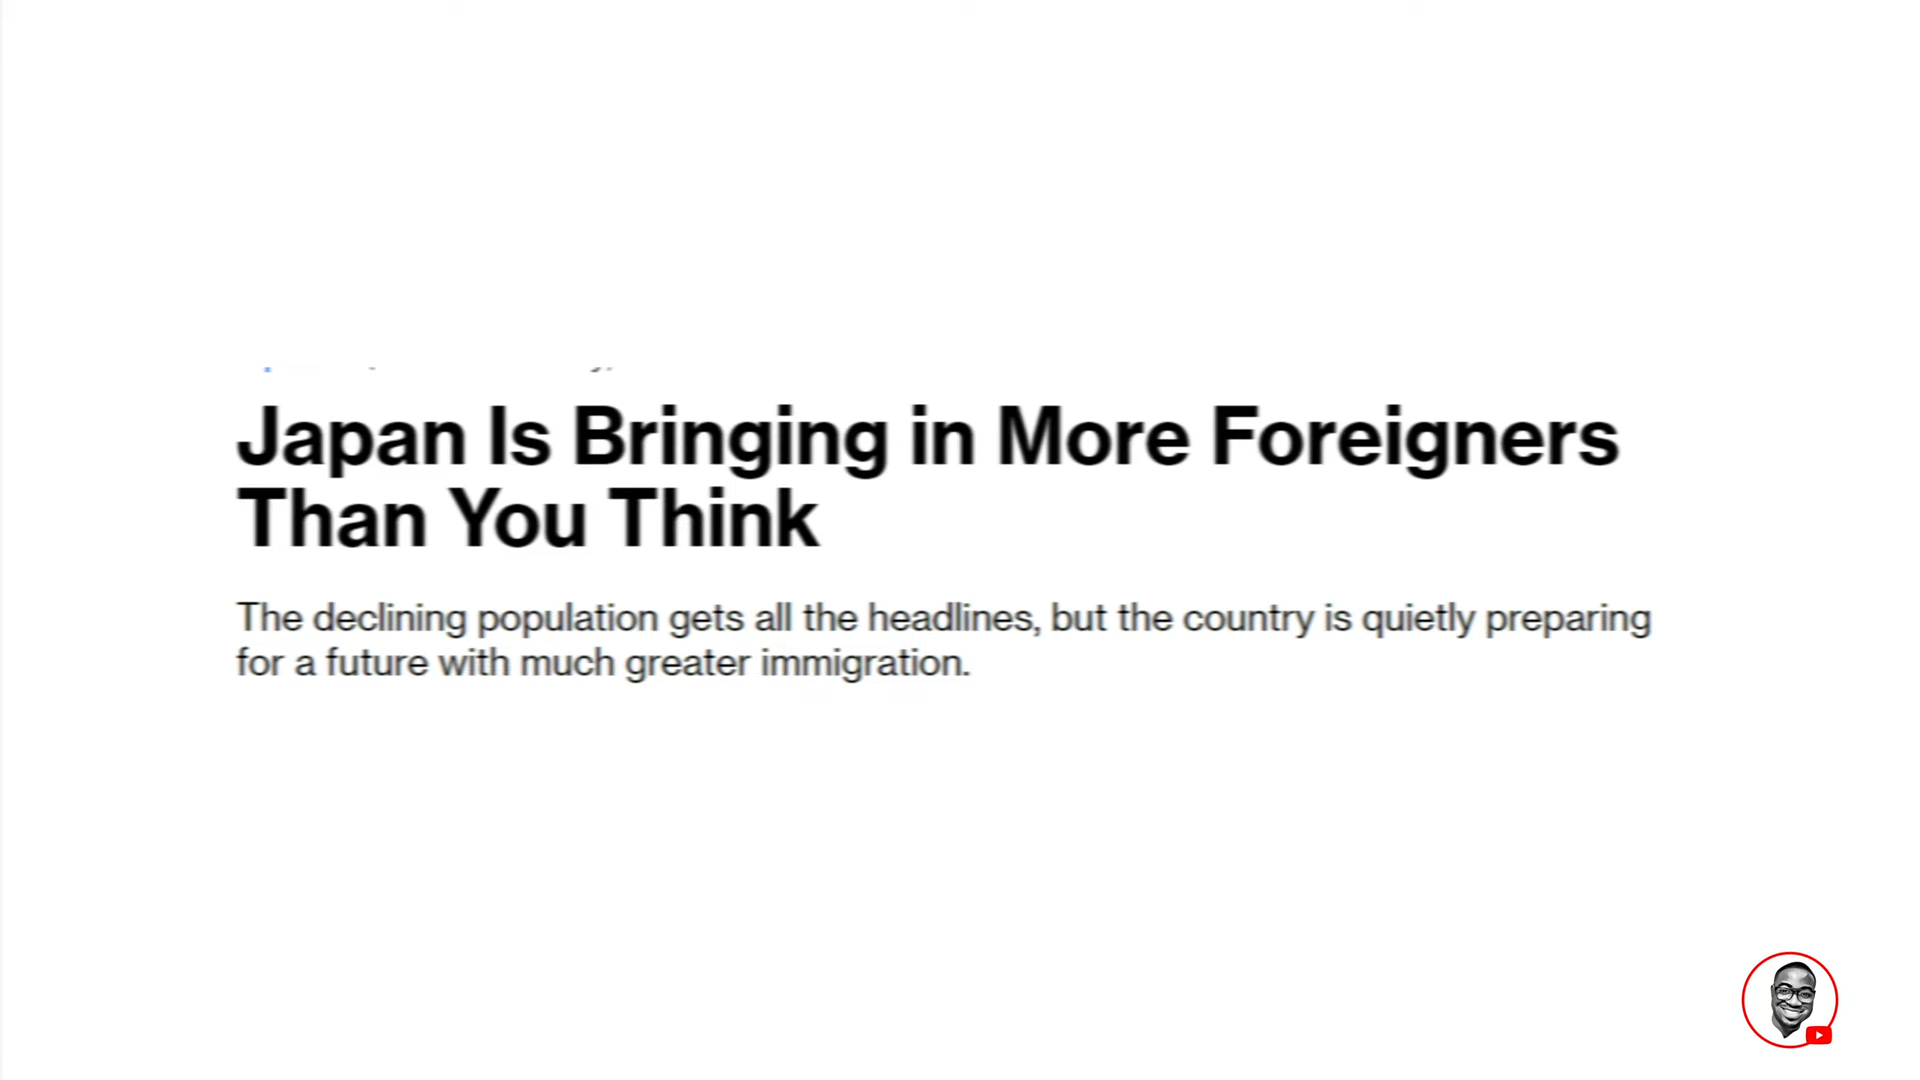 Japan Is Bringing in More Foreigners
Than You Think
The declining population gets all the headlines, but the country is quietly preparing
for a future with much greater immigration.